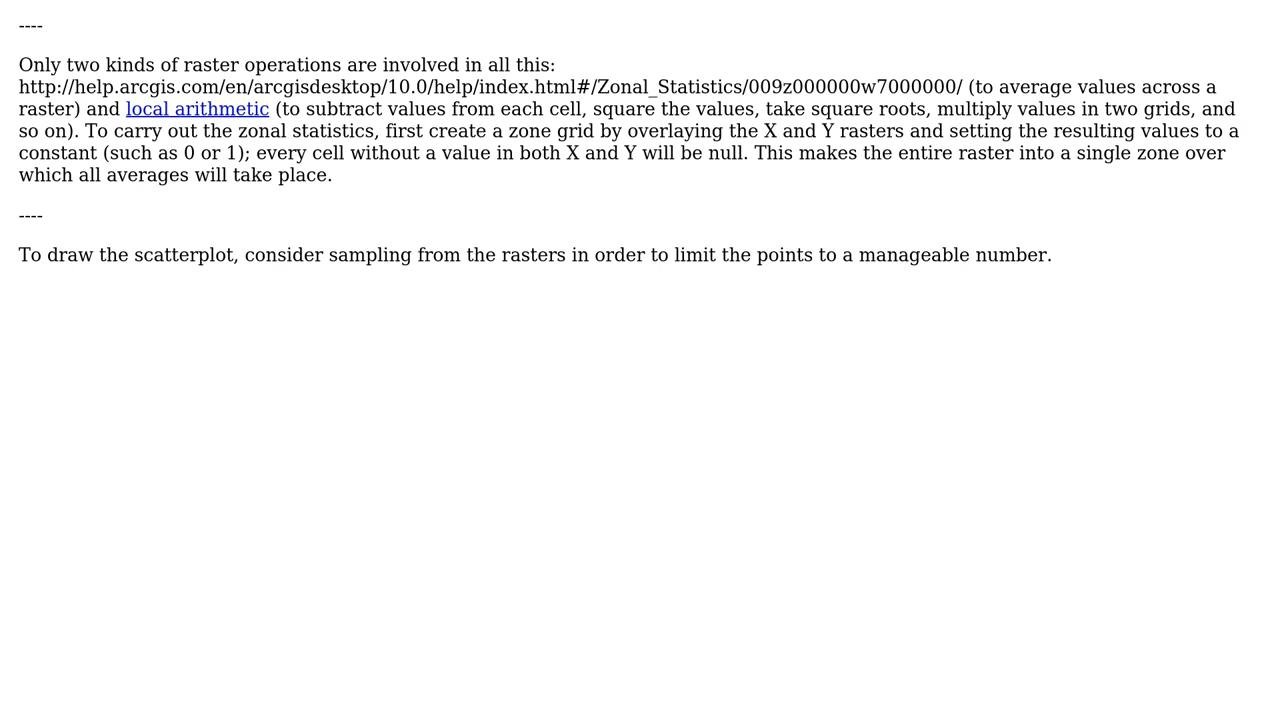 ----
Only two kinds of raster operations are involved in all this:
http://help.arcgis.com/en/arcgisdesktop/10.0/help/index.html#/Zonal_Statistics/009z000000w7000000/ (to average values across a
raster) and local arithmetic (to subtract values from each cell, square the values, take square roots, multiply values in two grids, and
so on). To carry out the zonal statistics, first create a zone grid by overlaying the X and Y rasters and setting the resulting values to a
constant (such as 0 or 1); every cell without a value in both X and Y will be null. This makes the entire raster into a single zone over
which all averages will take place.
----
To draw the scatterplot, consider sampling from the rasters in order to limit the points to a manageable number.